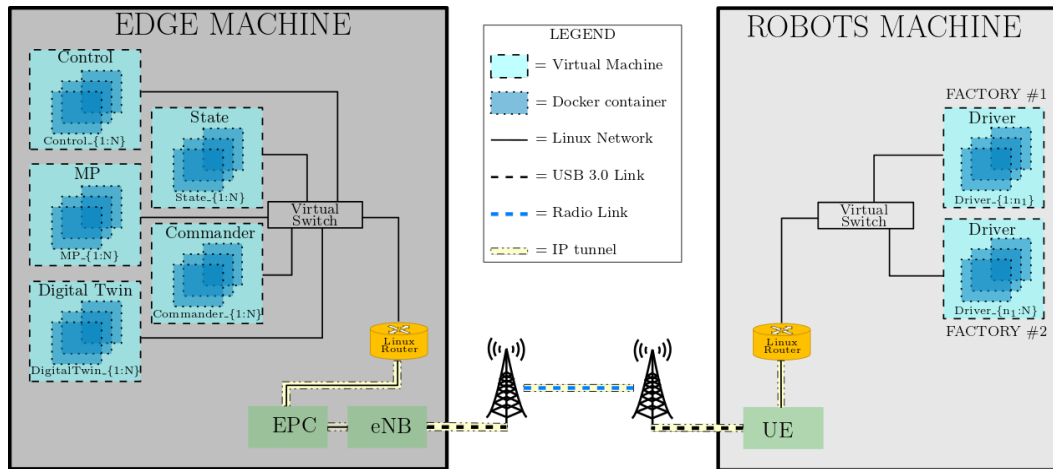 EDGE MACHINE
Control
Control_{1:N}
State
State_{1:N}
MP
MP_{1:N}
Commander
Commander_{1:N}
Digital Twin
DigitalTwin_{1:N}
Virtual
Switch
Linux
Router
EPC
eNB
LEGEND
= Virtual Machine
= Docker container
= Linux Network
= USB 3.0 Link
= Radio Link
= IP tunnel
ROBOTS MACHINE
FACTORY #1
Driver
Driver_{1:n₁}
Virtual
Switch
Driver
Driver_{n₁:N}
FACTORY #2
Linux
Router
UE